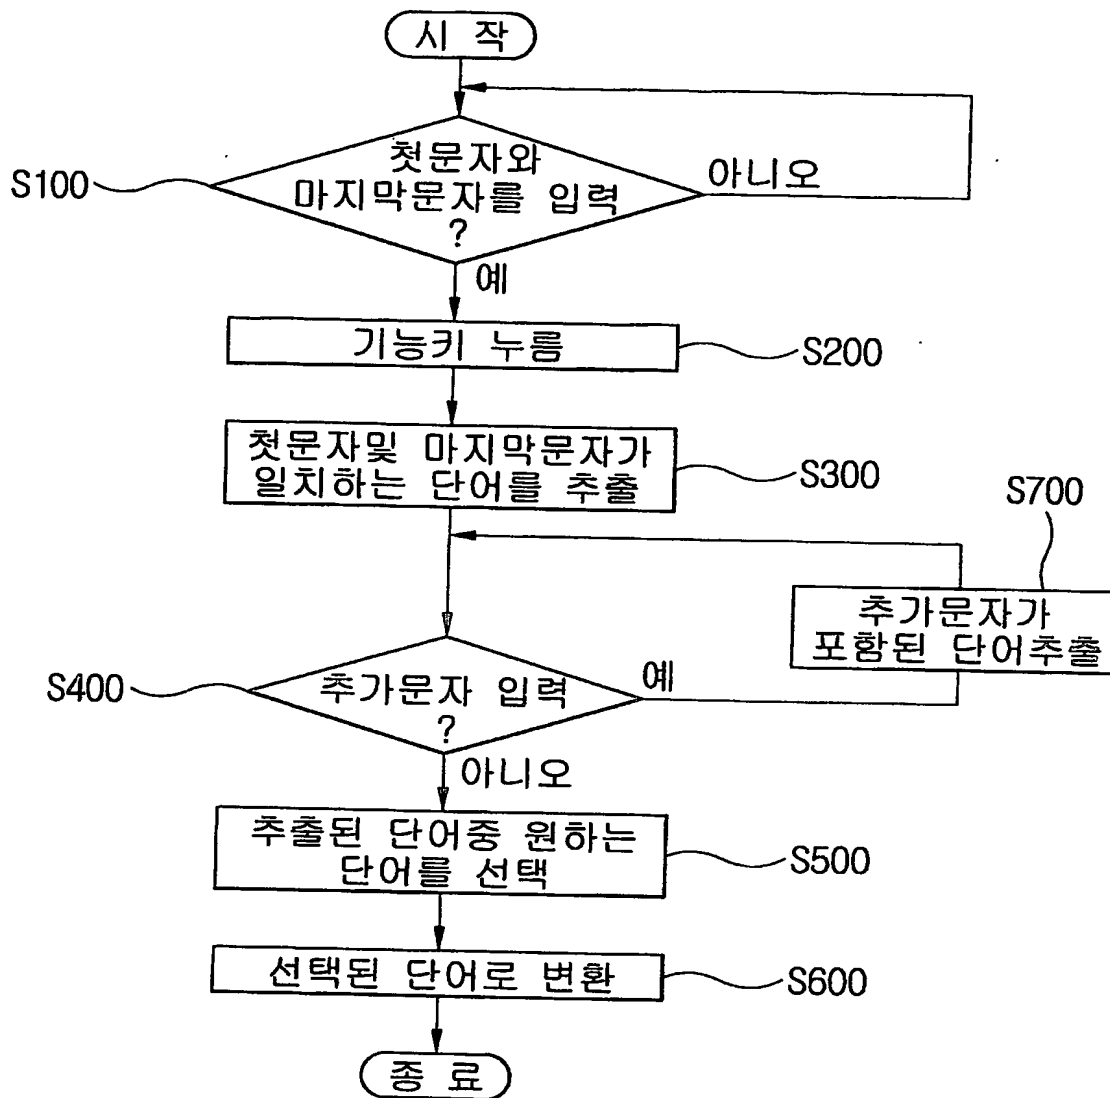 시 작
첫문자와
마지막문자를 입력
?
아니오
S100
예
기능키 누름
S200
첫문자및 마지막문자가
일치하는 단어를 추출
S300
S700
추가문자가
포함된 단어추출
S400
추가문자 입력
?
예
아니오
추출된 단어중 원하는
단어를 선택
S500
선택된 단어로 변환
S600
종 료